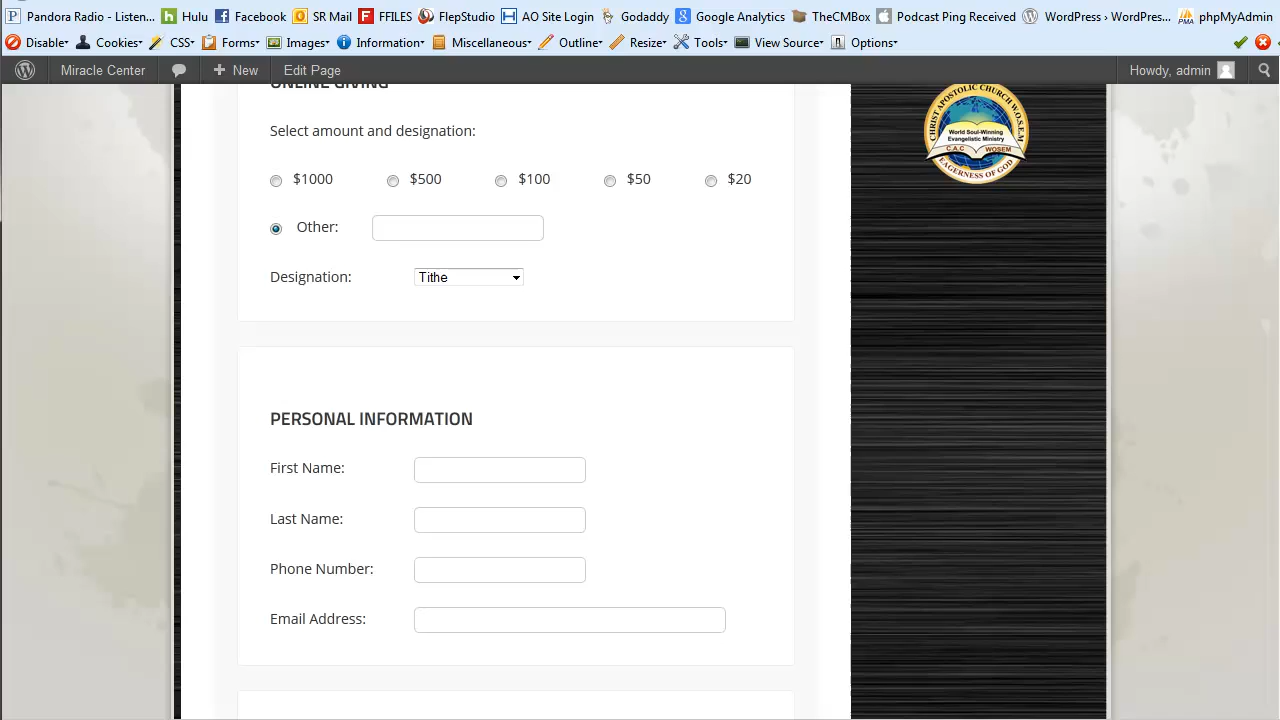 Pandora Radio - Listen... Hulu Facebook SR Mail FFILES FlepStudio AO Site Login Godaddy Google Analytics TheCMBox Podcast Ping Received WordPress › WordPress... phpMyAdmin
Disable Cookies CSS Forms Images Information Miscellaneous Outline Resize Tools View Source Options
Miracle Center New Edit Page Howdy, admin
ONLINE GIVING
Select amount and designation:
$1000 $500 $100 $50 $20
Other:
Designation: Tithe
PERSONAL INFORMATION
First Name:
Last Name:
Phone Number:
Email Address:
CHRIST APOSTOLIC CHURCH W.O.S.E.M
World Soul-Winning
Evangelistic Ministry
C.A.C WOSEM
EAGERNESS OF GOD